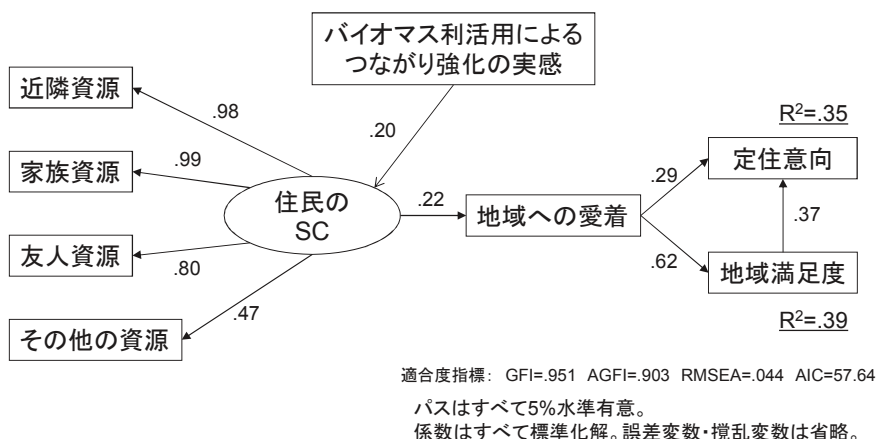 バイオマス利活用による
つながり強化の実感
近隣資源
家族資源
友人資源
その他の資源
.98
.99
.80
.47
.20
住民の
SC
.22
地域への愛着
.29
.62
R²=.35
定住意向
.37
地域満足度
R²=.39
適合度指標： GFI=.951 AGFI=.903 RMSEA=.044 AIC=57.64
パスはすべて5%水準有意。
係数はすべて標準化解。誤差変数・撹乱変数は省略。